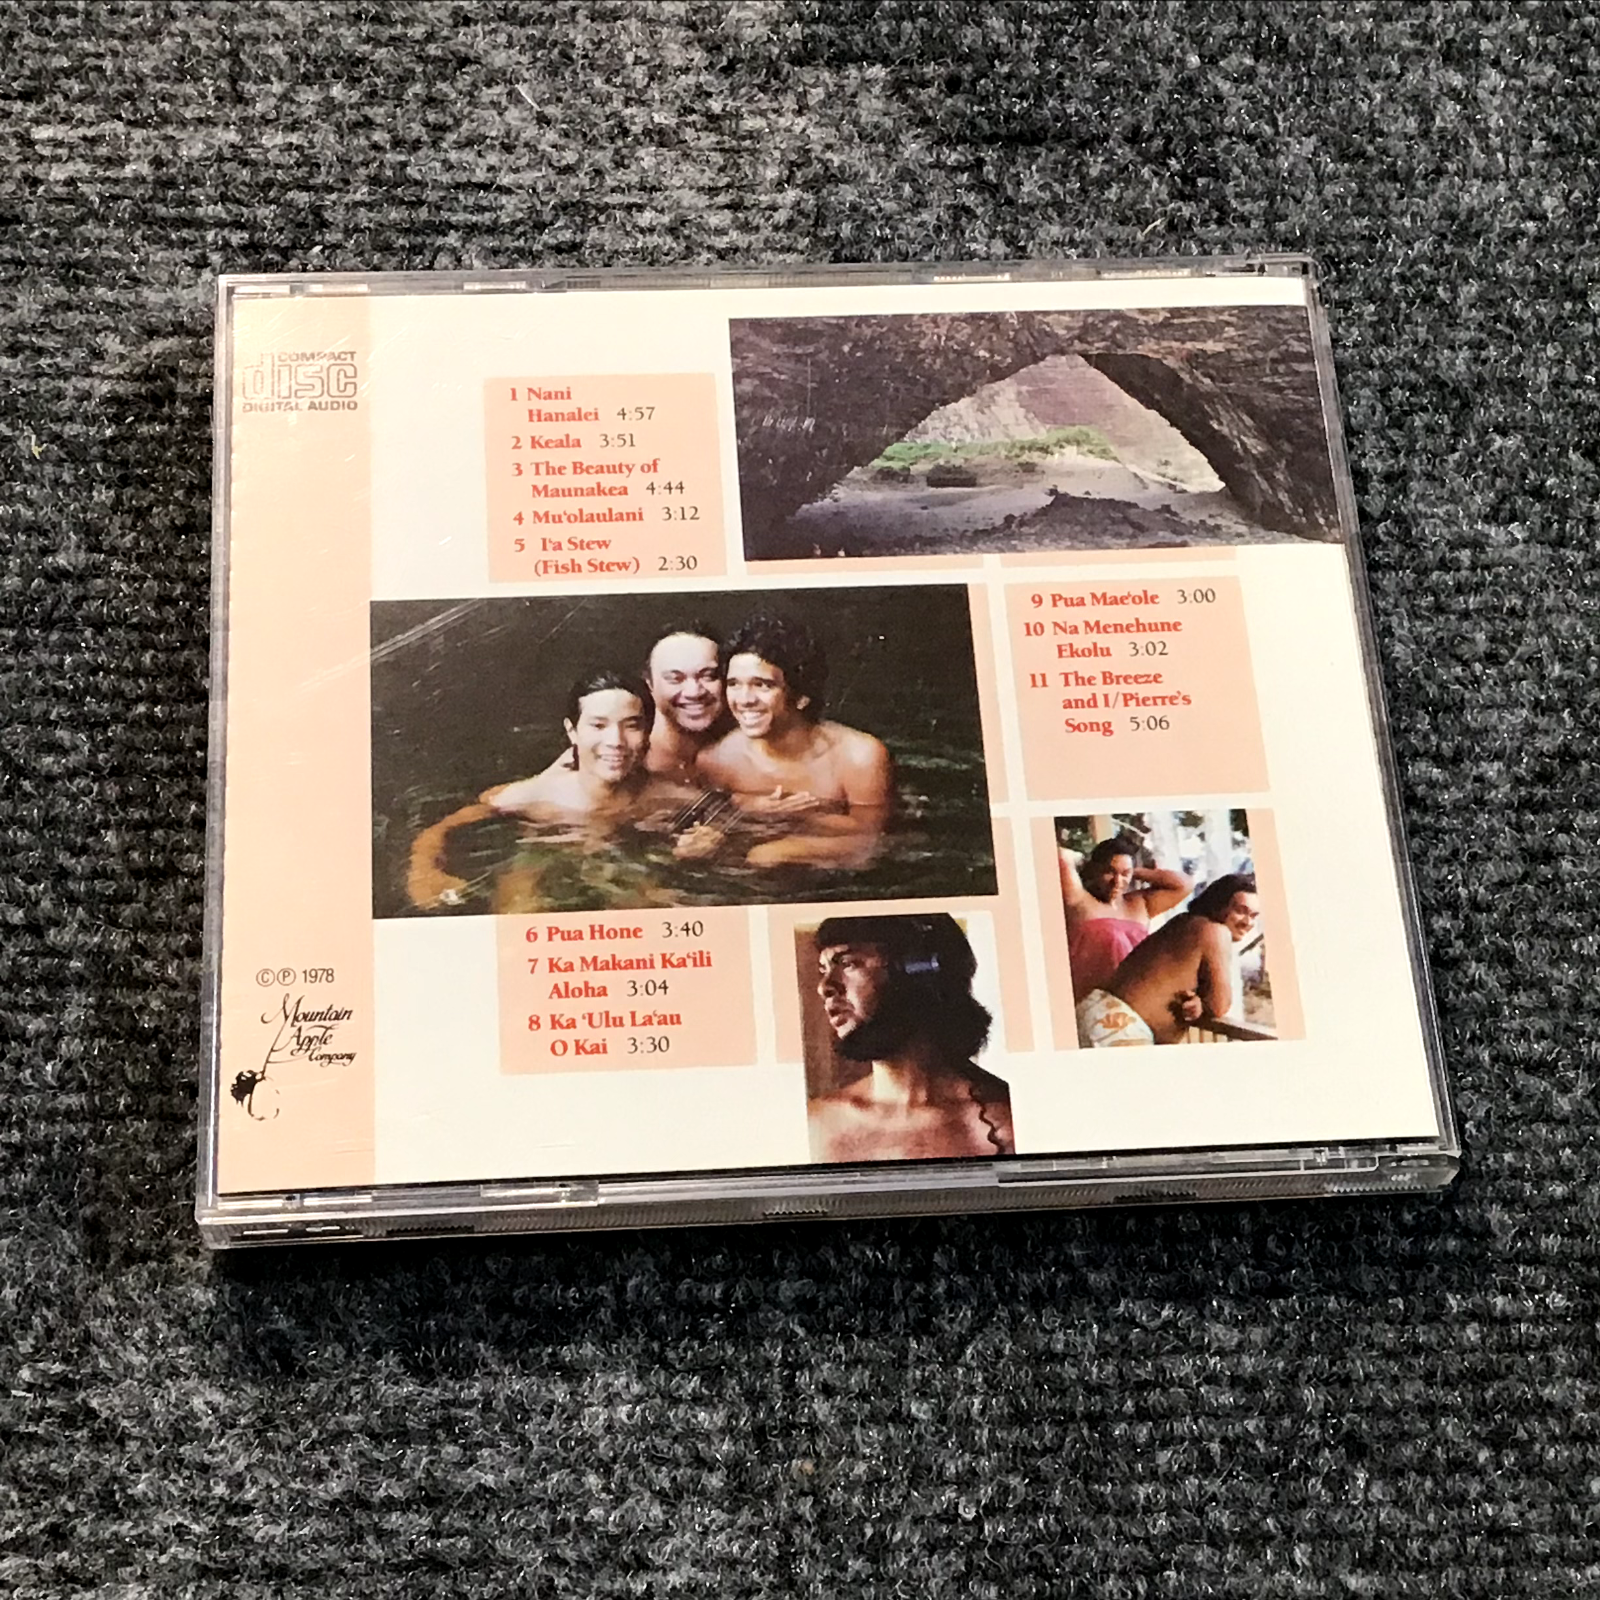 COMPACT
disc
DIGITAL AUDIO
1 Nani
Hanalei 4:57
2 Keala 3:51
3 The Beauty of
Maunakea 4:44
4 Mu‘olaulani 3:12
5 I‘a Stew
(Fish Stew) 2:30
6 Pua Hone 3:40
7 Ka Makani Ka‘ili
Aloha 3:04
8 Ka ‘Ulu La‘au
O Kai 3:30
9 Pua Mae‘ole 3:00
10 Na Menehune
Ekolu 3:02
11 The Breeze
and I/Pierre's
Song 5:06
©℗ 1978
Mountain
Apple
Company